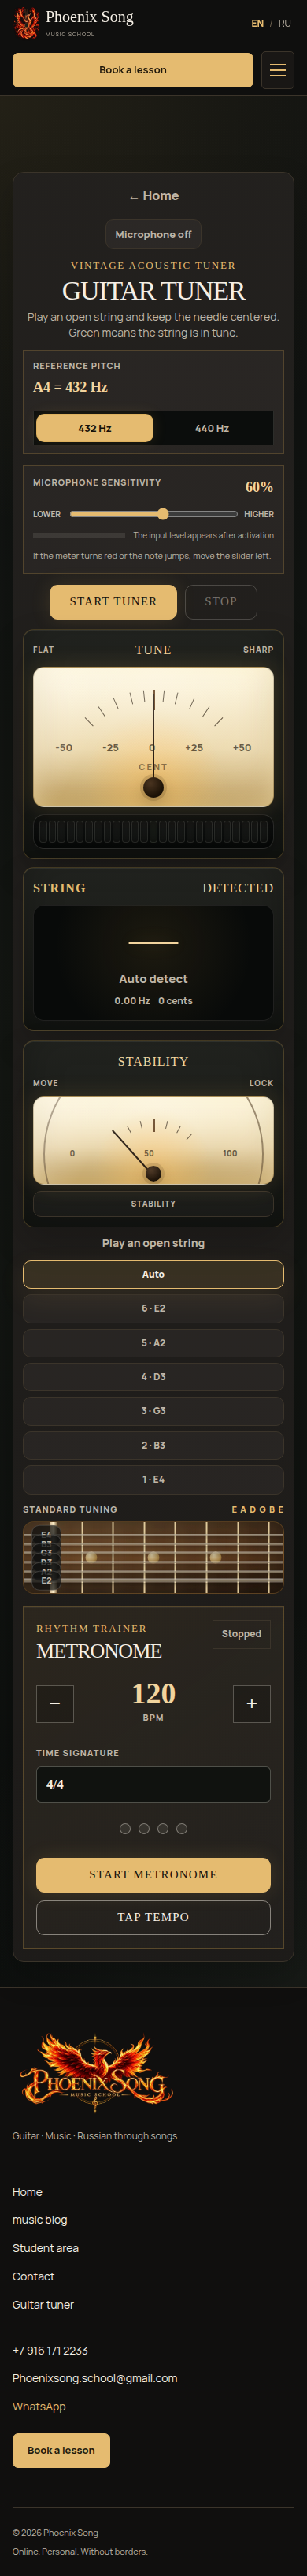 Phoenix Song
MUSIC SCHOOL
EN / RU
Book a lesson
← Home
Microphone off
VINTAGE ACOUSTIC TUNER
GUITAR TUNER
Play an open string and keep the needle centered.
Green means the string is in tune.
REFERENCE PITCH
A4 = 432 Hz
432 Hz
440 Hz
MICROPHONE SENSITIVITY
60%
LOWER
HIGHER
The input level appears after activation
If the meter turns red or the note jumps, move the slider left.
START TUNER
STOP
FLAT
TUNE
SHARP
-50 -25 0 +25 +50
CENT
STRING
DETECTED
—
Auto detect
0.00 Hz 0 cents
STABILITY
MOVE
LOCK
0 50 100
STABILITY
Play an open string
Auto
6 · E2
5 · A2
4 · D3
3 · G3
2 · B3
1 · E4
STANDARD TUNING
E A D G B E
E2
RHYTHM TRAINER
METRONOME
Stopped
−
120
BPM
+
TIME SIGNATURE
4/4
START METRONOME
TAP TEMPO
PHOENIX SONG
MUSIC SCHOOL
Guitar · Music · Russian through songs
Home
music blog
Student area
Contact
Guitar tuner
+7 916 171 2233
Phoenixsong.school@gmail.com
WhatsApp
Book a lesson
© 2026 Phoenix Song
Online. Personal. Without borders.